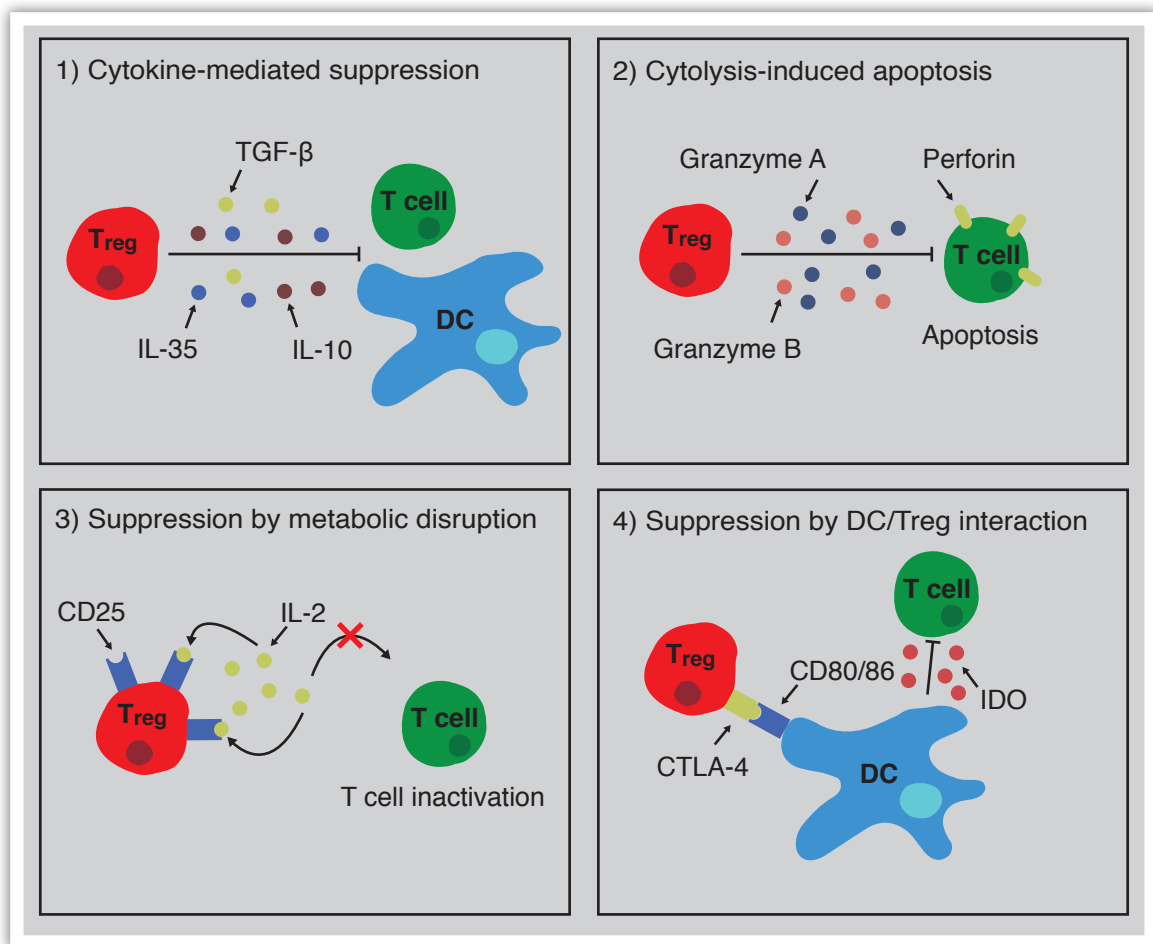 1) Cytokine-mediated suppression
TGF-β
T cell
Treg
DC
IL-35
IL-10
2) Cytolysis-induced apoptosis
Granzyme A
Perforin
Treg
T cell
Granzyme B
Apoptosis
3) Suppression by metabolic disruption
CD25
IL-2
Treg
T cell
T cell inactivation
4) Suppression by DC/Treg interaction
T cell
Treg
CD80/86
IDO
CTLA-4
DC